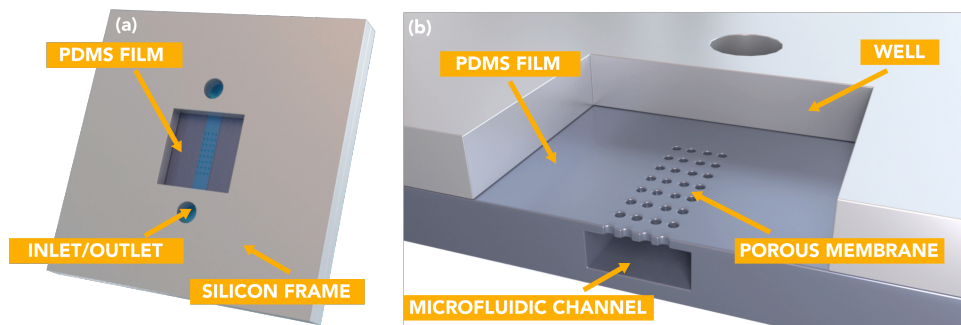 (a)
PDMS FILM
INLET/OUTLET
SILICON FRAME
(b)
PDMS FILM
WELL
POROUS MEMBRANE
MICROFLUIDIC CHANNEL